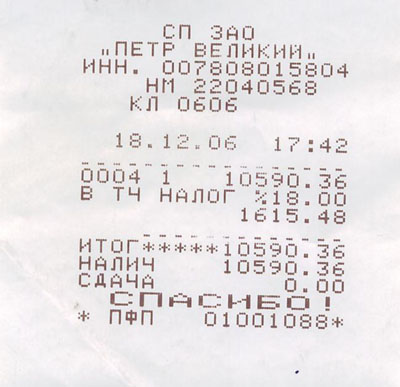 СП ЗАО
„ПЕТР ВЕЛИКИЙ„
ИНН. 007808015804
НМ 22040568
КЛ 0606
18.12.06 17:42
0004 1 10590.36
В ТЧ НАЛОГ %18.00
1615.48
ИТОГ*****10590.36
НАЛИЧ 10590.36
СДАЧА 0.00
СПАСИБО!
* ПФП 01001088*